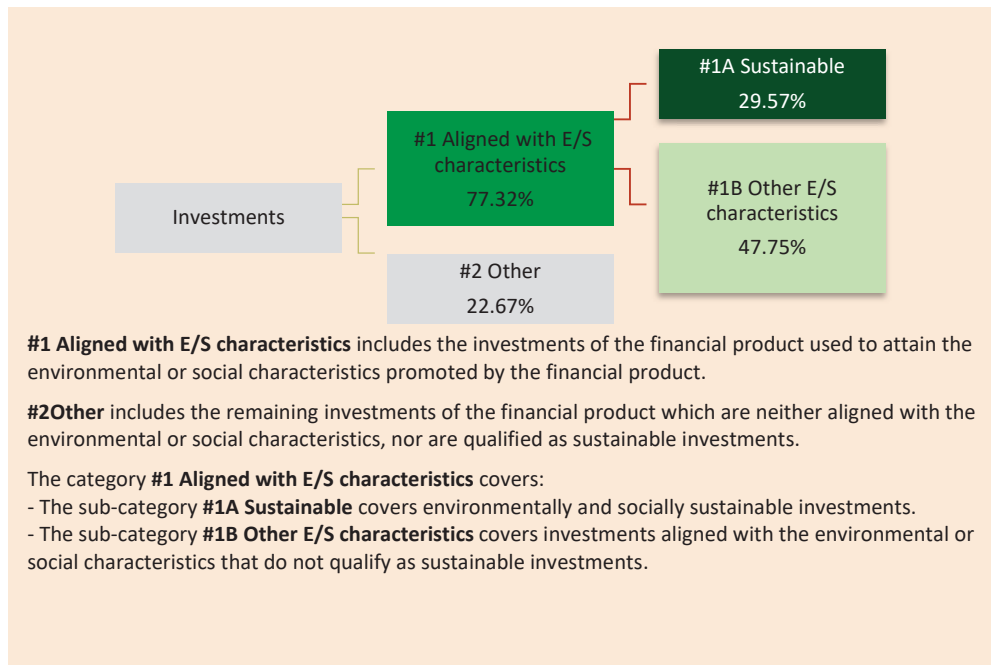 #1A Sustainable
29.57%
#1 Aligned with E/S
characteristics
77.32%
#1B Other E/S
characteristics
47.75%
Investments
#2 Other
22.67%
#1 Aligned with E/S characteristics includes the investments of the financial product used to attain the
environmental or social characteristics promoted by the financial product.
#2Other includes the remaining investments of the financial product which are neither aligned with the
environmental or social characteristics, nor are qualified as sustainable investments.
The category #1 Aligned with E/S characteristics covers:
- The sub-category #1A Sustainable covers environmentally and socially sustainable investments.
- The sub-category #1B Other E/S characteristics covers investments aligned with the environmental or
social characteristics that do not qualify as sustainable investments.